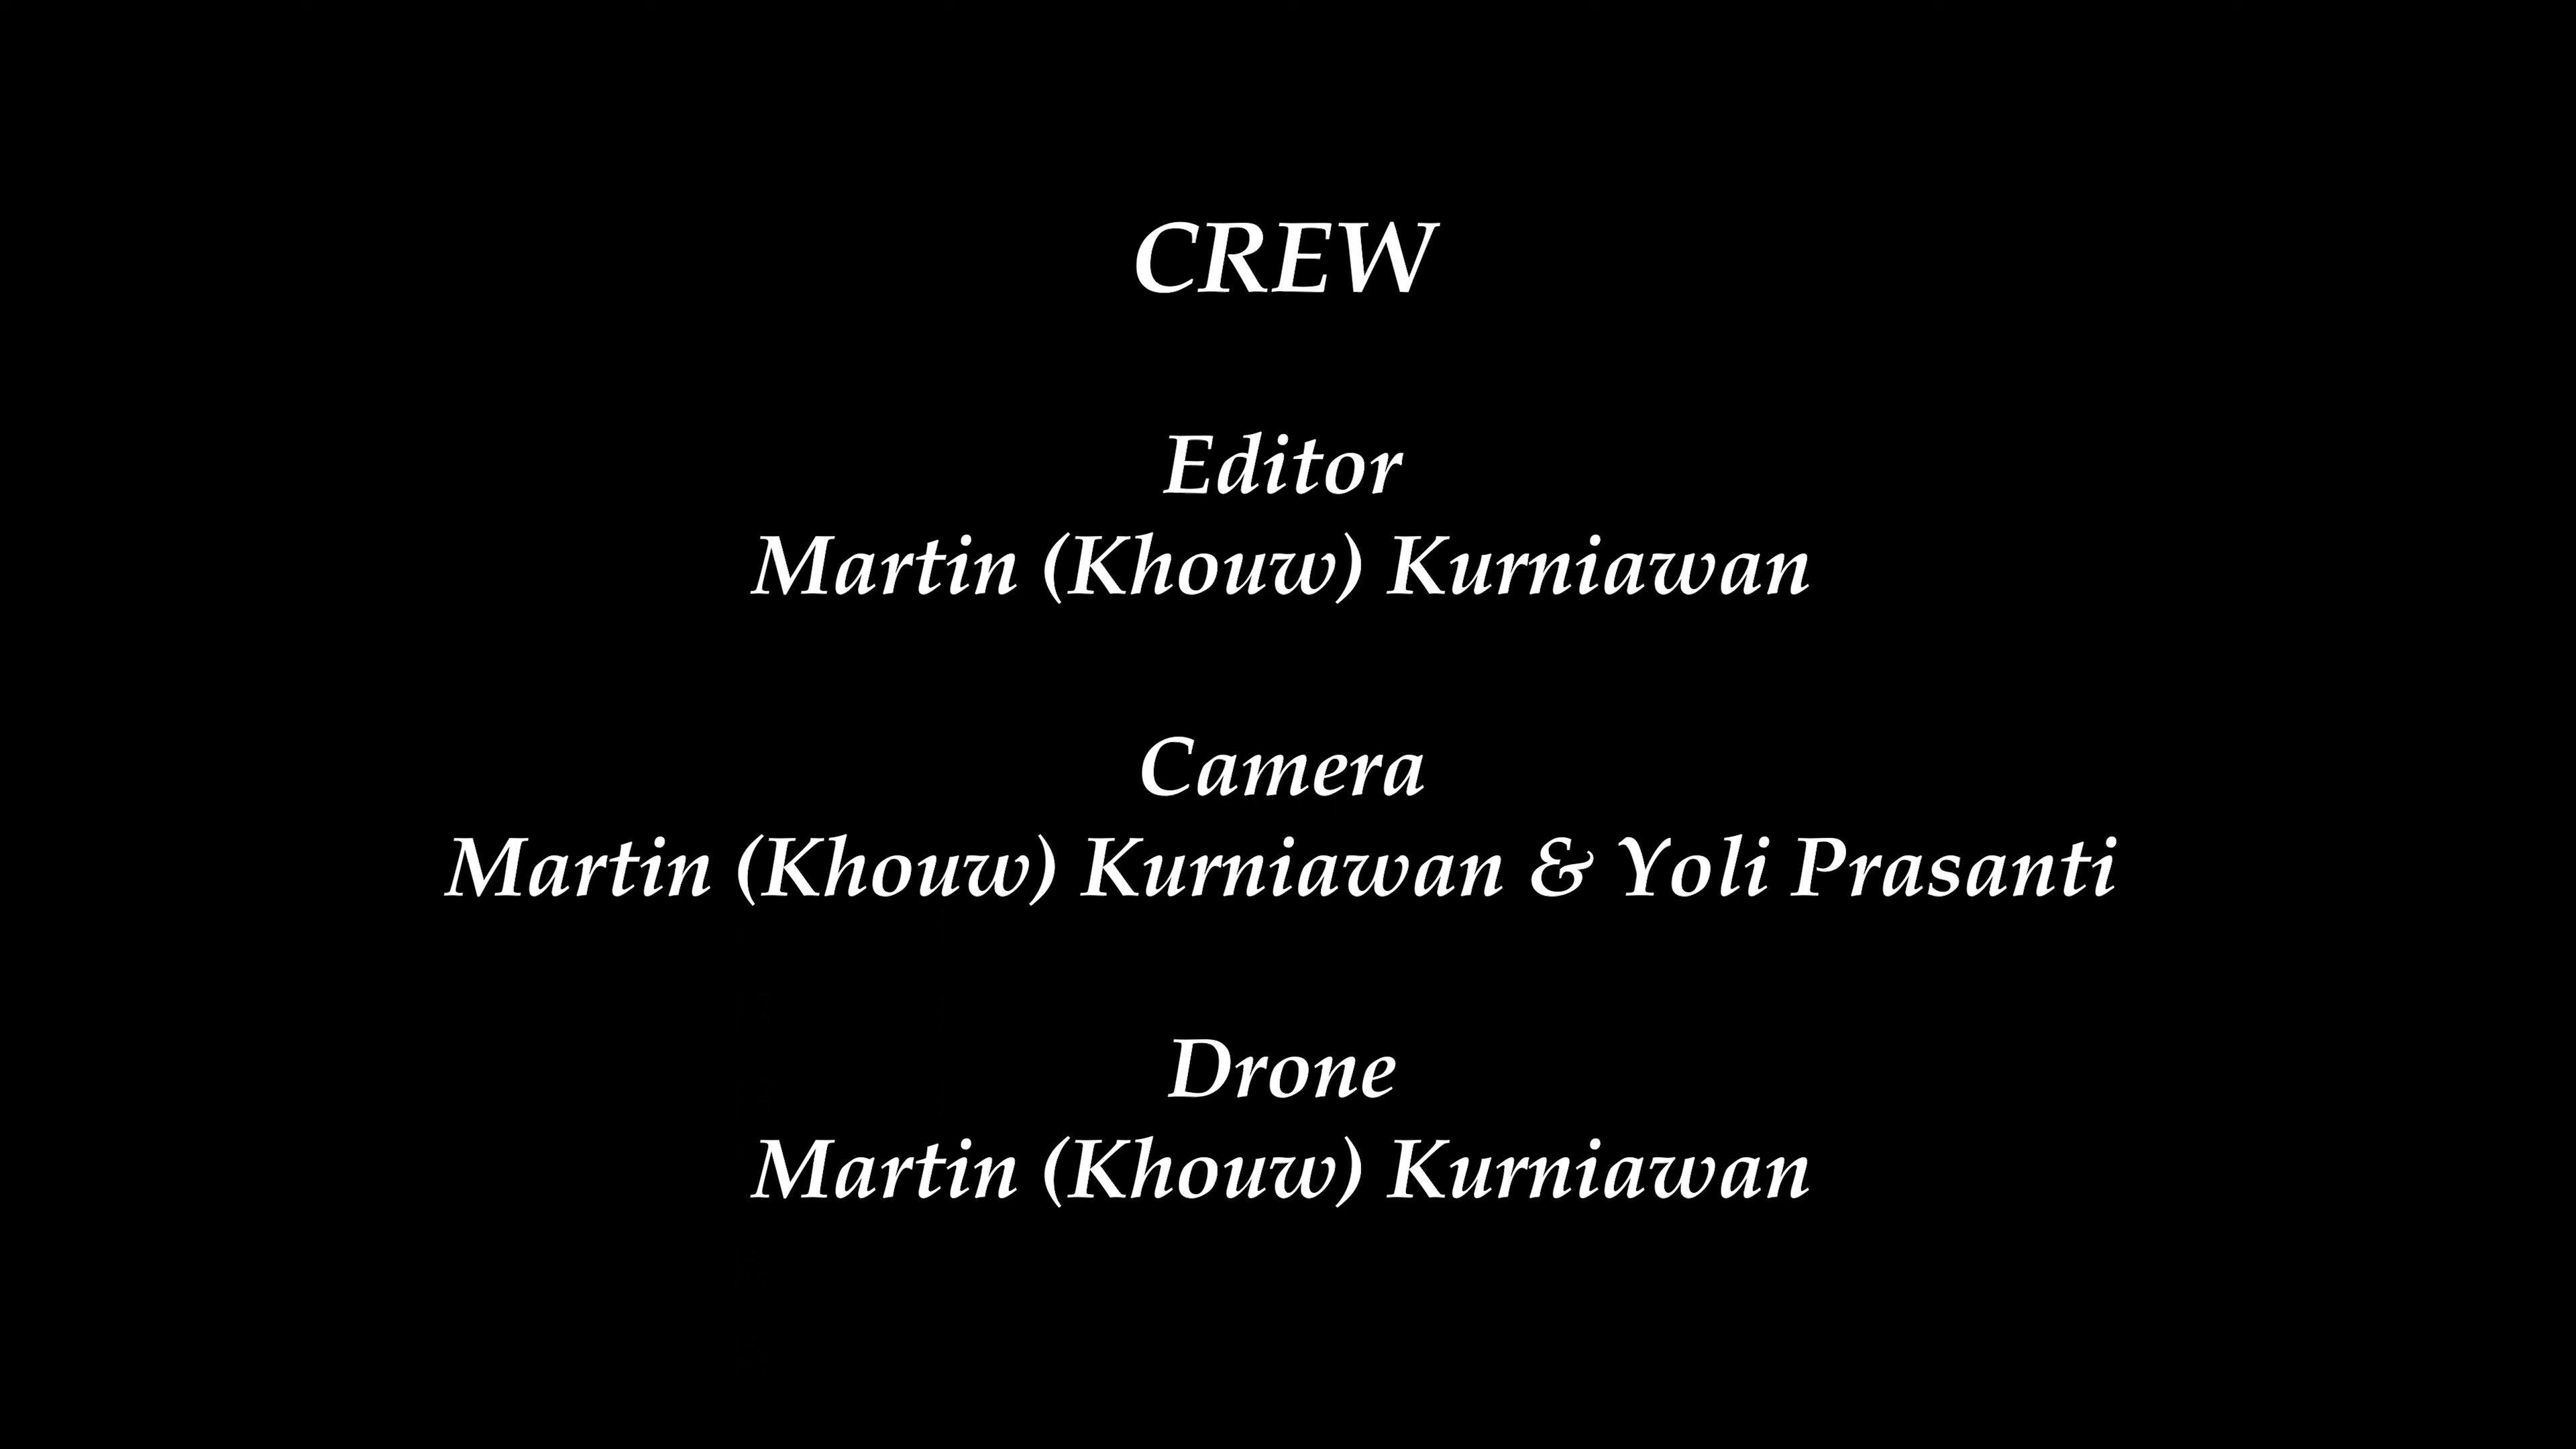 CREW
Editor
Martin (Khouw) Kurniawan
Camera
Martin (Khouw) Kurniawan & Yoli Prasanti
Drone
Martin (Khouw) Kurniawan